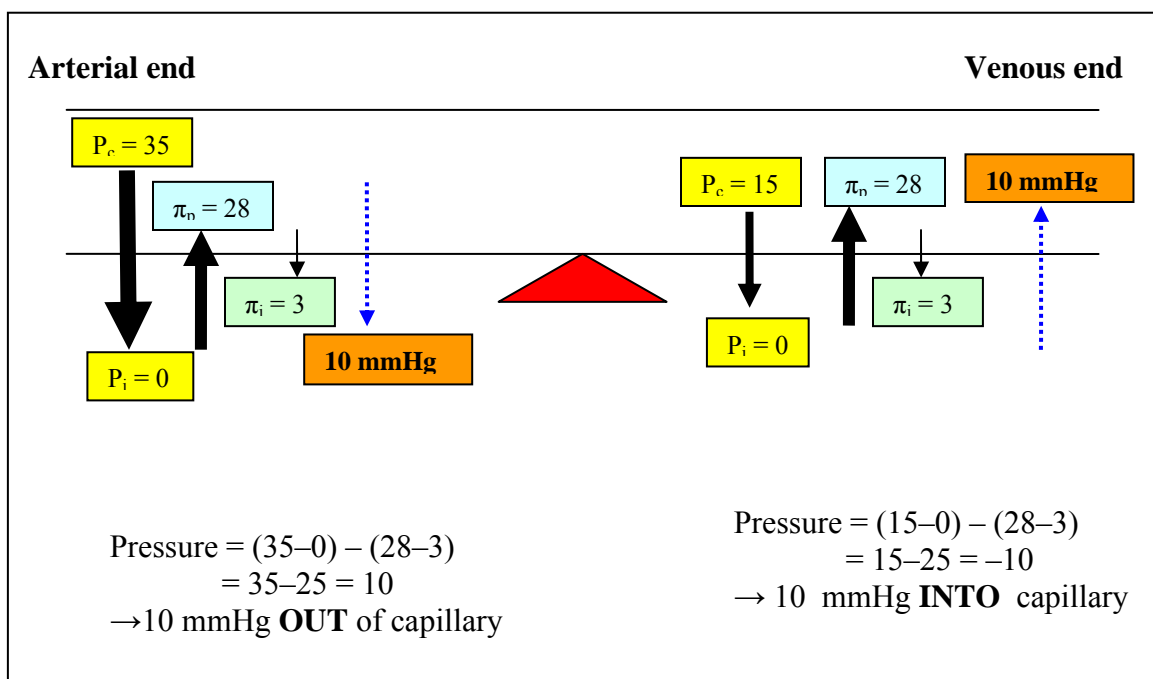 Arterial end
Venous end
P_c = 35
π_p = 28
π_i = 3
P_i = 0
10 mmHg
P_c = 15
π_p = 28
10 mmHg
π_i = 3
P_i = 0
Pressure = (35–0) – (28–3)
= 35–25 = 10
→10 mmHg OUT of capillary
Pressure = (15–0) – (28–3)
= 15–25 = –10
→ 10 mmHg INTO capillary